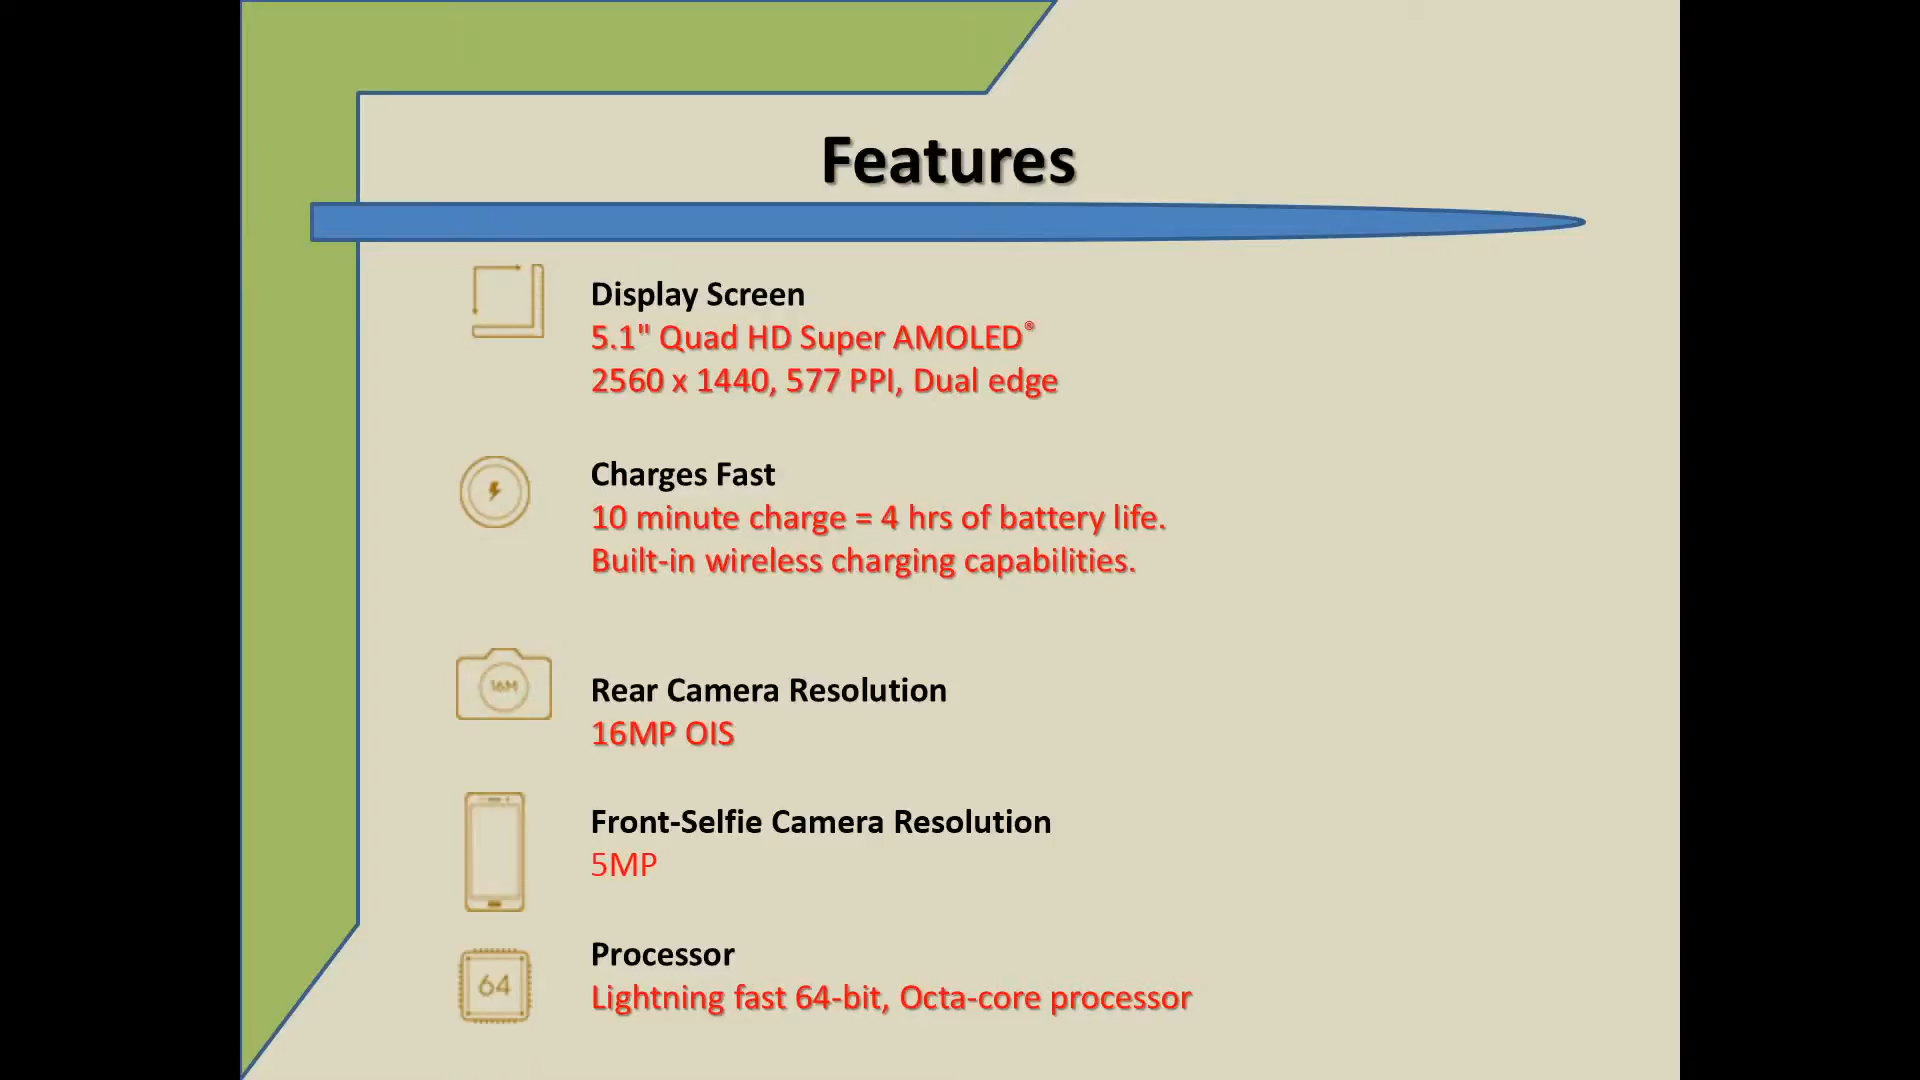 Features
Display Screen
5.1" Quad HD Super AMOLED®
2560 x 1440, 577 PPI, Dual edge
Charges Fast
10 minute charge = 4 hrs of battery life.
Built-in wireless charging capabilities.
16M
Rear Camera Resolution
16MP OIS
Front-Selfie Camera Resolution
5MP
Processor
64
Lightning fast 64-bit, Octa-core processor